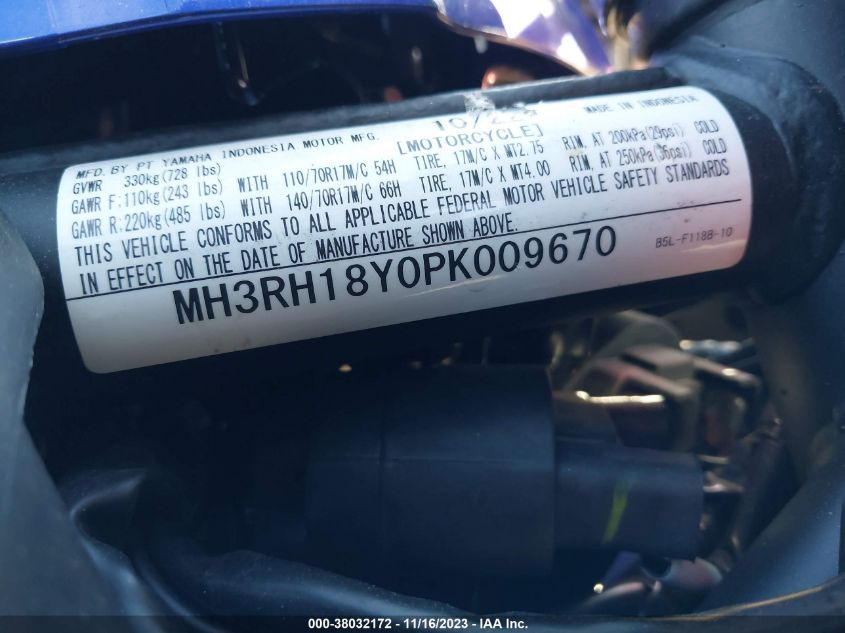 MFD. BY PT YAMAHA INDONESIA MOTOR MFG. MADE IN INDONESIA
GVWR 330kg(728 lbs) [MOTORCYCLE]
GAWR F:110kg(243 lbs) WITH 110/70R17M/C 54H TIRE, 17M/C X MT2.75 RIM, AT 200kPa(29psi) COLD
GAWR R:220kg(485 lbs) WITH 140/70R17M/C 66H TIRE, 17M/C X MT4.00 RIM, AT 250kPa(36psi) COLD
THIS VEHICLE CONFORMS TO ALL APPLICABLE FEDERAL MOTOR VEHICLE SAFETY STANDARDS
IN EFFECT ON THE DATE OF MANUFACTURE SHOWN ABOVE.
B5L-F118B-10
MH3RH18Y0PK009670
000-38032172 - 11/16/2023 - IAA Inc.